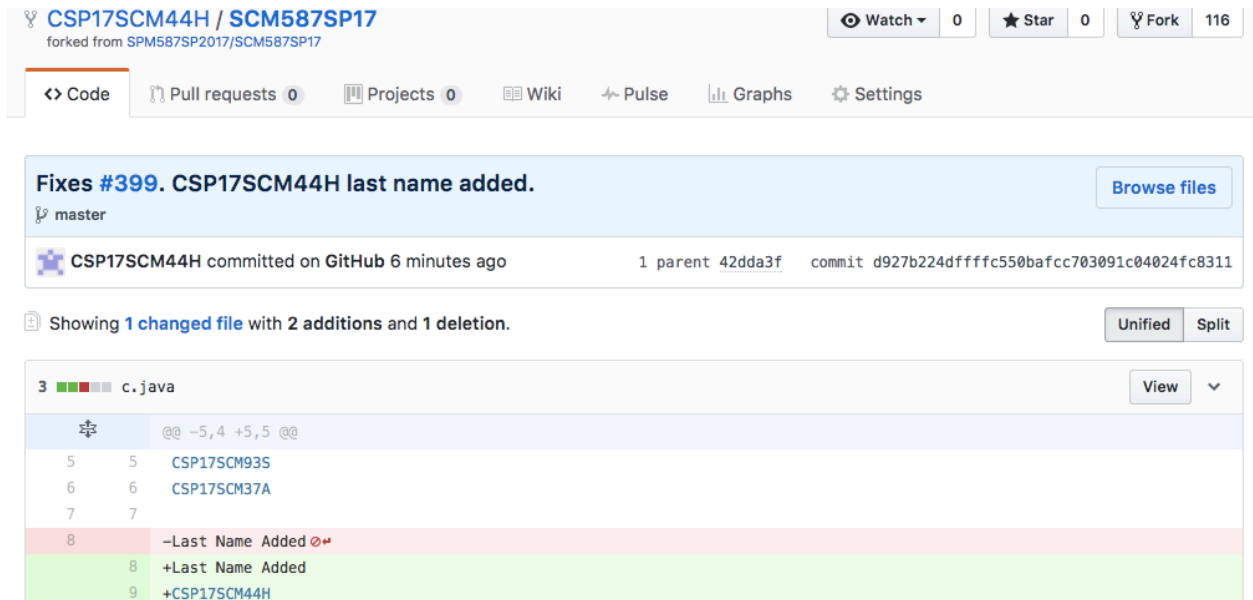 CSP17SCM44H / SCM587SP17
Watch 0 Star 0 Fork 116
forked from SPM587SP2017/SCM587SP17
<> Code Pull requests 0 Projects 0 Wiki Pulse Graphs Settings
Fixes #399. CSP17SCM44H last name added.
Browse files
master
CSP17SCM44H committed on GitHub 6 minutes ago 1 parent 42dda3f commit d927b224dffffc550bafcc703091c04024fc8311
Showing 1 changed file with 2 additions and 1 deletion.
Unified Split
3 c.java View
@@ -5,4 +5,5 @@
5 5 CSP17SCM93S
6 6 CSP17SCM37A
7 7
8 -Last Name Added
8 +Last Name Added
9 +CSP17SCM44H